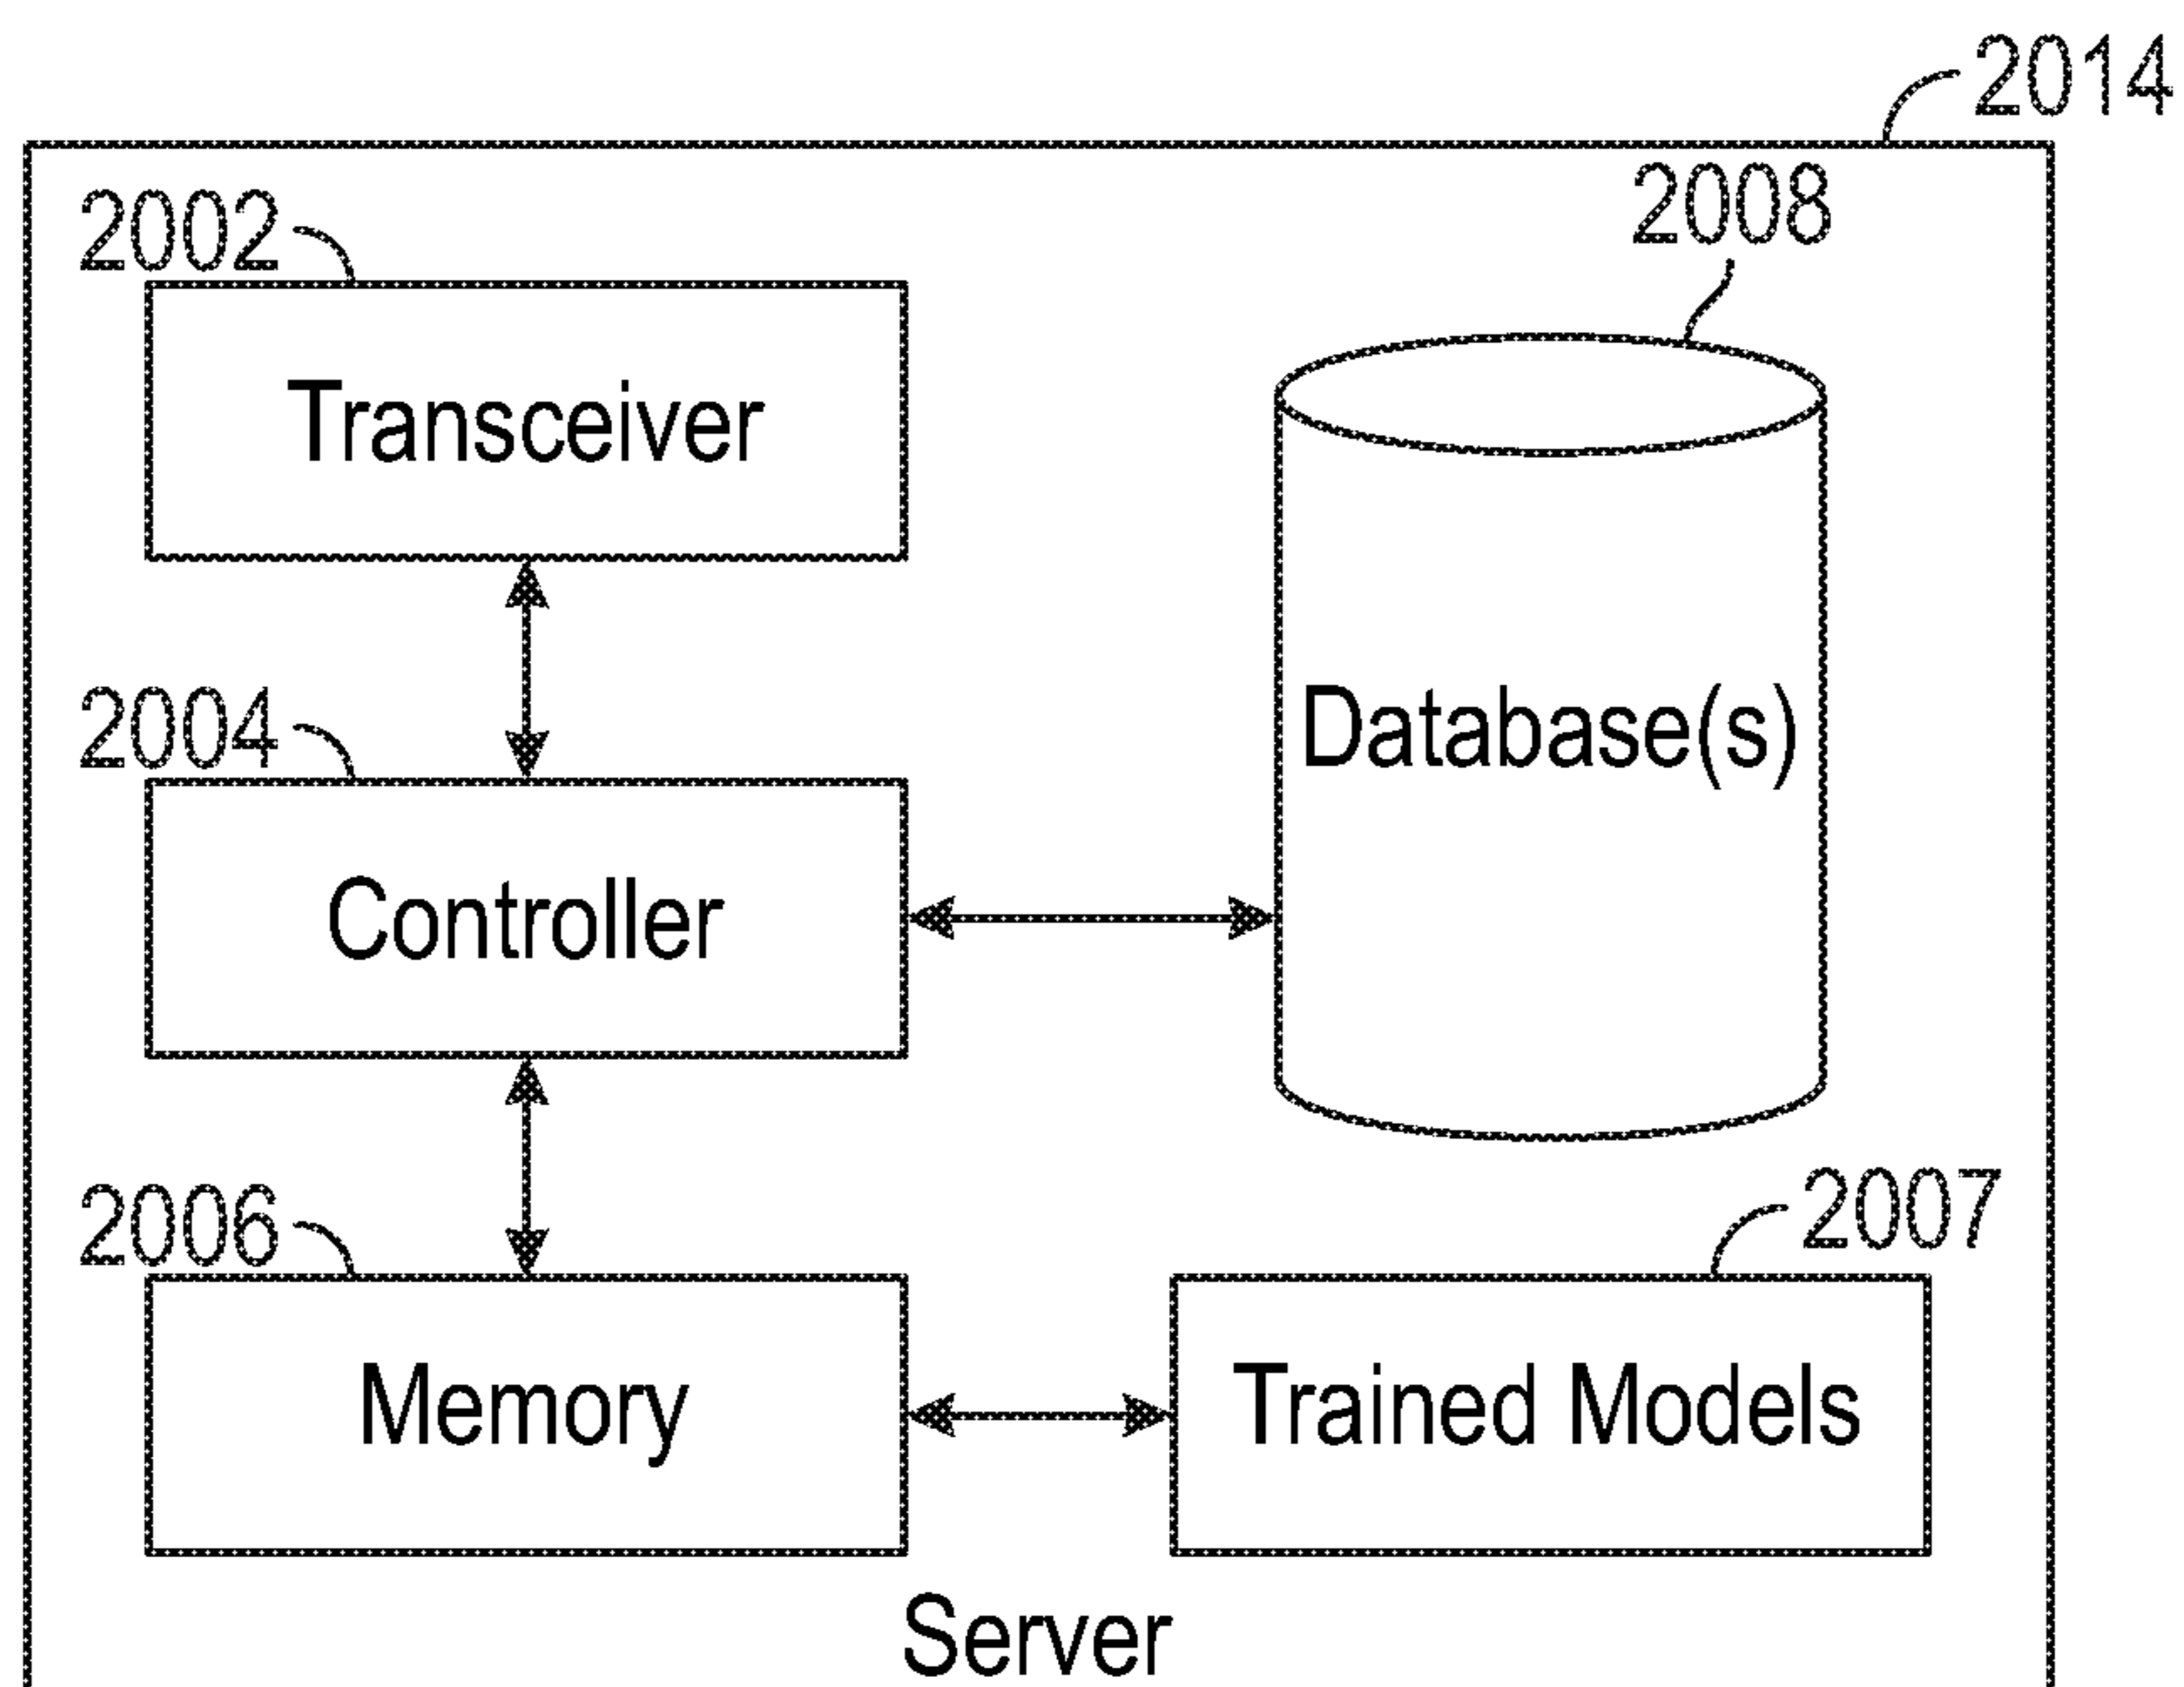 2014
2002
2008
Transceiver
2004
Database(s)
Controller
2006
2007
Memory
Trained Models
Server